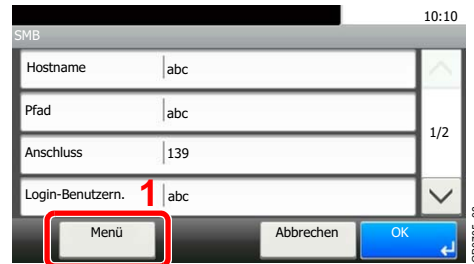 10:10
SMB
Hostname abc
Pfad abc
1/2
Anschluss 139
Login-Benutzern. 1 abc
Menü Abbrechen OK